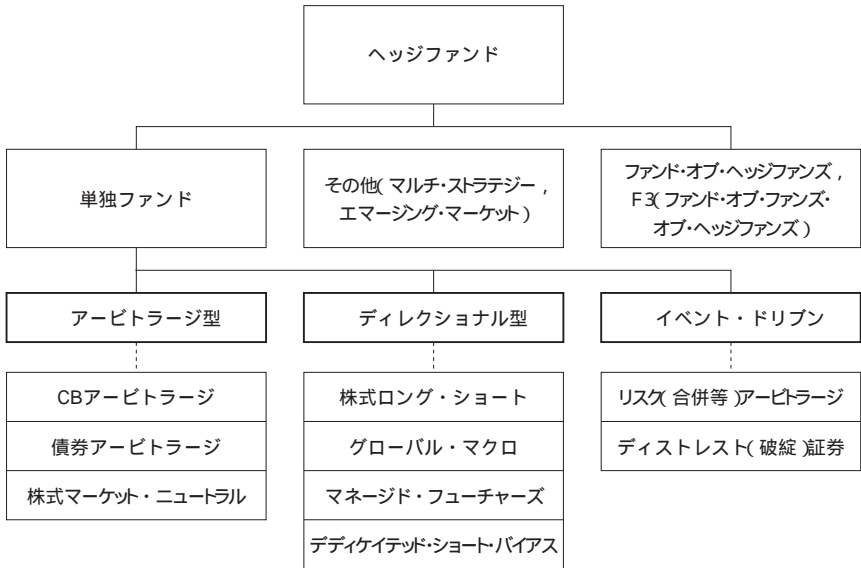 ヘッジファンド
単独ファンド
その他(マルチ・ストラテジー,
エマージング・マーケット)
ファンド・オブ・ヘッジファンズ,
F3(ファンド・オブ・ファンズ・
オブ・ヘッジファンズ)
アービトラージ型
ディレクショナル型
イベント・ドリブン
CBアービトラージ
債券アービトラージ
株式マーケット・ニュートラル
株式ロング・ショート
グローバル・マクロ
マネージド・フューチャーズ
デディケイテッド・ショート・バイアス
リスク(合併等)アービトラージ
ディストレスト(破綻)証券